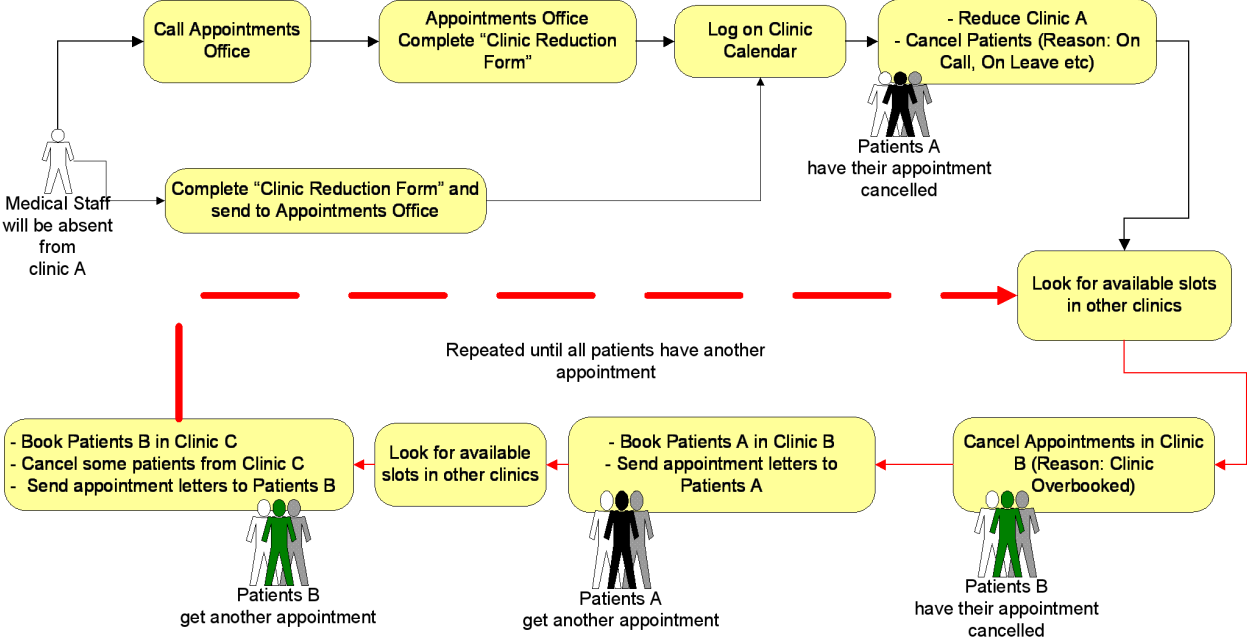 Call Appointments
Office
Appointments Office
Complete “Clinic Reduction
Form”
Log on Clinic
Calendar
- Reduce Clinic A
- Cancel Patients (Reason: On
Call, On Leave etc)
Patients A
have their appointment
cancelled
Medical Staff
will be absent
from
clinic A
Complete “Clinic Reduction Form” and
send to Appointments Office
Look for available slots
in other clinics
Repeated until all patients have another
appointment
- Book Patients B in Clinic C
- Cancel some patients from Clinic C
- Send appointment letters to Patients B
Look for available
slots in other clinics
- Book Patients A in Clinic B
- Send appointment letters to
Patients A
Cancel Appointments in Clinic
B (Reason: Clinic
Overbooked)
Patients B
get another appointment
Patients A
get another appointment
Patients B
have their appointment
cancelled